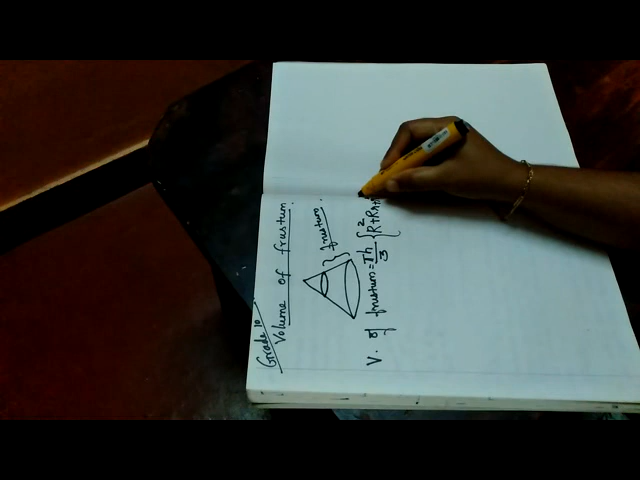 Grade 10
Volume of frustum.
} frustum.
V. of frustum = πh/3 { R² + Rr +